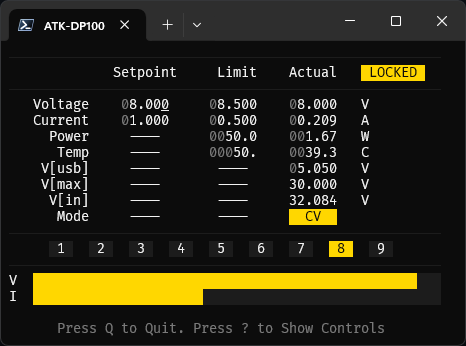 ATK-DP100
Setpoint Limit Actual LOCKED
Voltage 08.000 08.500 08.000 V
Current 01.000 00.500 00.209 A
Power ──── 0050.0 001.67 W
Temp ──── 00050. 0039.3 C
V[usb] ──── ──── 05.050 V
V[max] ──── ──── 30.000 V
V[in] ──── ──── 32.084 V
Mode ──── ──── CV
1 2 3 4 5 6 7 8 9
V
I
Press Q to Quit. Press ? to Show Controls